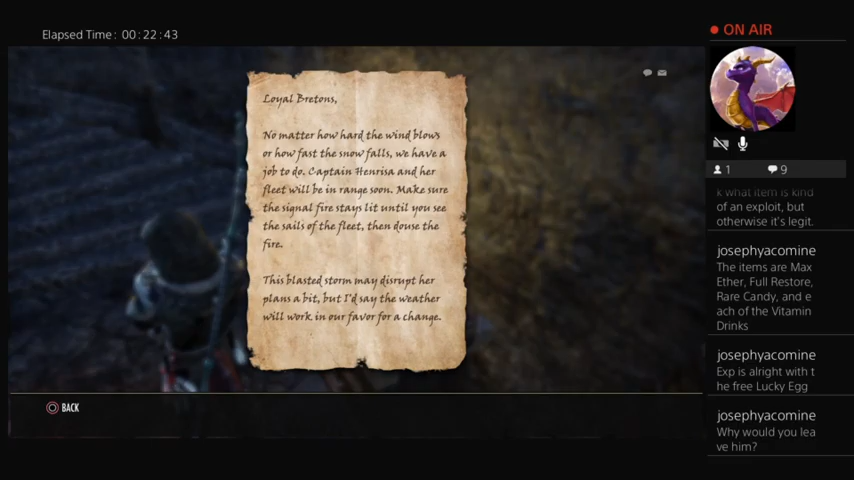 Elapsed Time: 00:22:43
ON AIR
Loyal Bretons,
No matter how hard the wind blows
or how fast the snow falls, we have a
job to do. Captain Henrisa and her
fleet will be in range soon. Make sure
the signal fire stays lit until you see
the sails of the fleet, then douse the
fire.
This blasted storm may disrupt her
plans a bit, but I'd say the weather
will work in our favor for a change.
BACK
1
9
k what item is kind
of an exploit, but
otherwise it's legit.
josephyacomine
The items are Max
Ether, Full Restore,
Rare Candy, and e
ach of the Vitamin
Drinks
josephyacomine
Exp is alright with t
he free Lucky Egg
josephyacomine
Why would you lea
ve him?